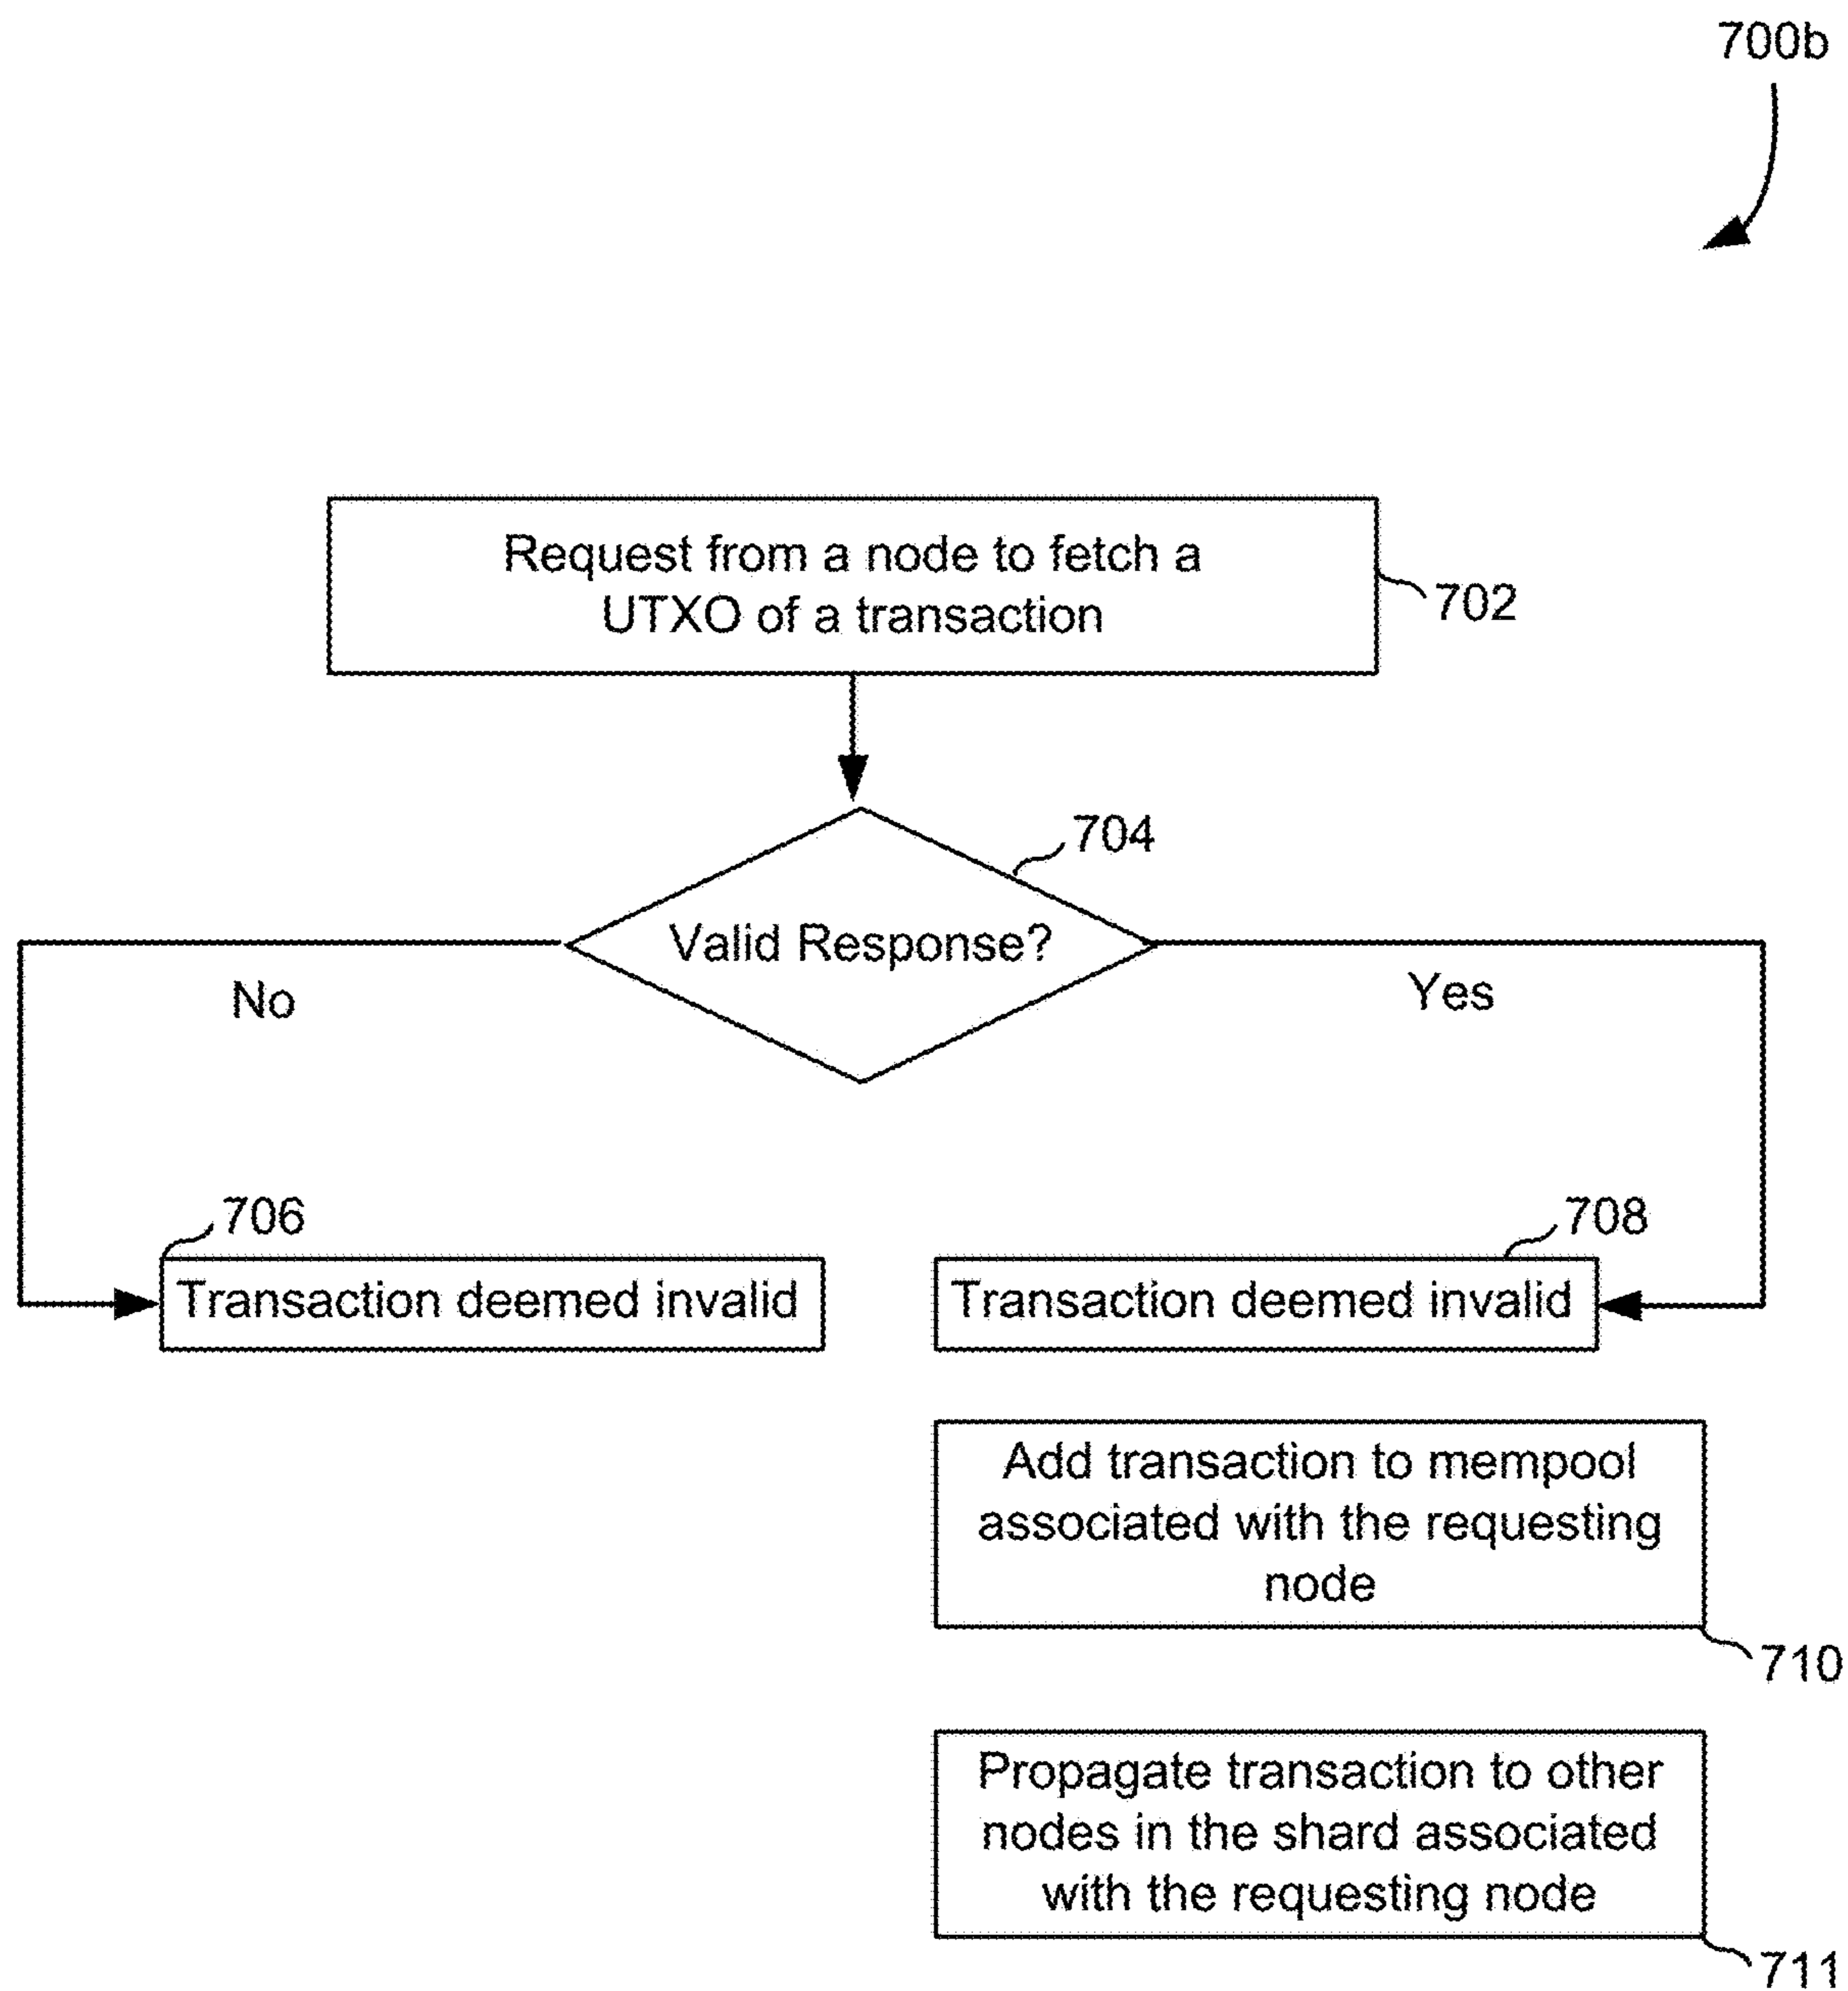 700b
Request from a node to fetch a
UTXO of a transaction
702
704
Valid Response?
No
Yes
706
708
Transaction deemed invalid
Transaction deemed invalid
Add transaction to mempool
associated with the requesting
node
710
Propagate transaction to other
nodes in the shard associated
with the requesting node
711